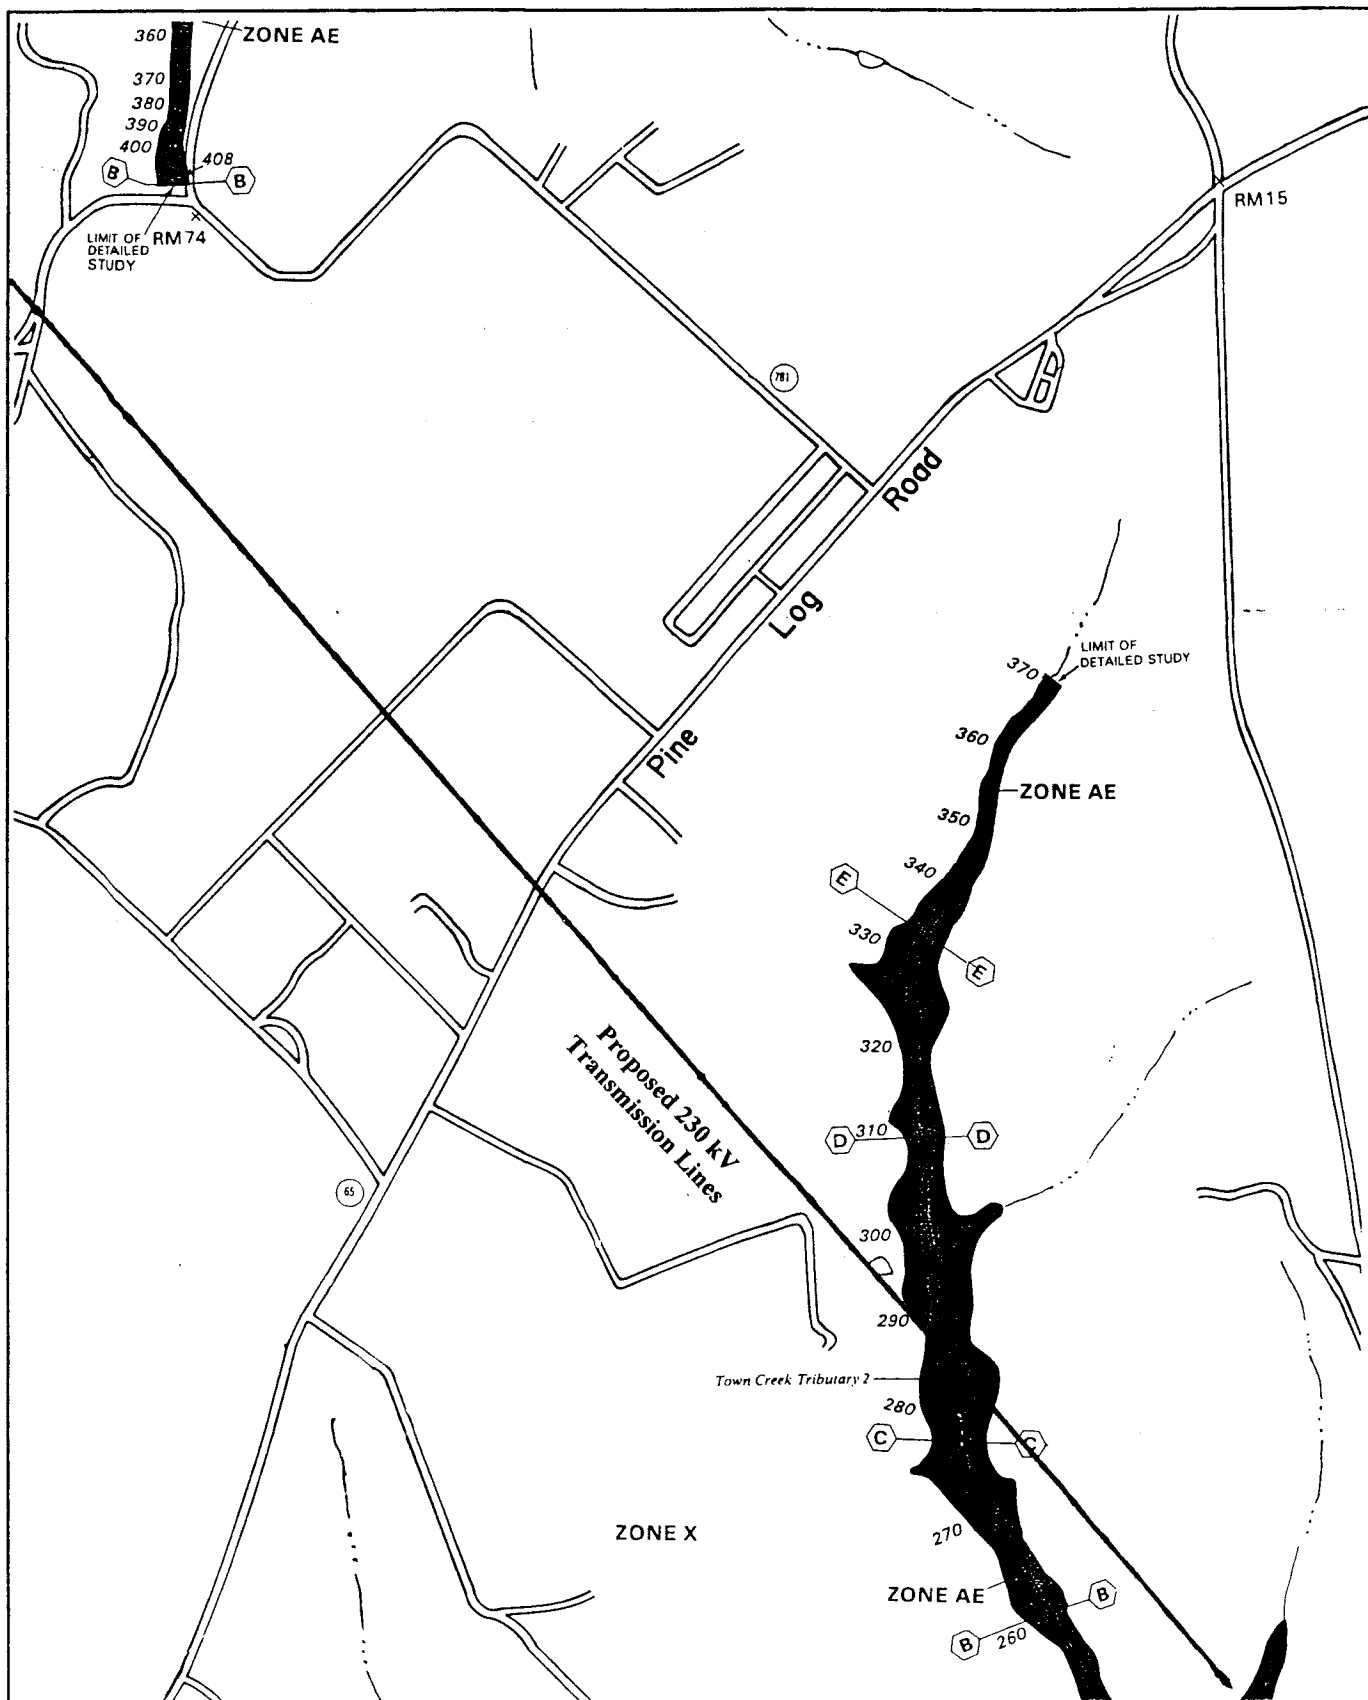 360
ZONE AE
370
380
390
400
408
B
B
RM 15
LIMIT OF
DETAILED
STUDY
RM 74
781
Road
Log
LIMIT OF
DETAILED STUDY
370
360
Pine
ZONE AE
350
340
E
330
E
320
Proposed 230 kV
Transmission Lines
310
D
D
65
300
290
Town Creek Tributary 2
280
C
C
270
ZONE X
ZONE AE
B
B
260